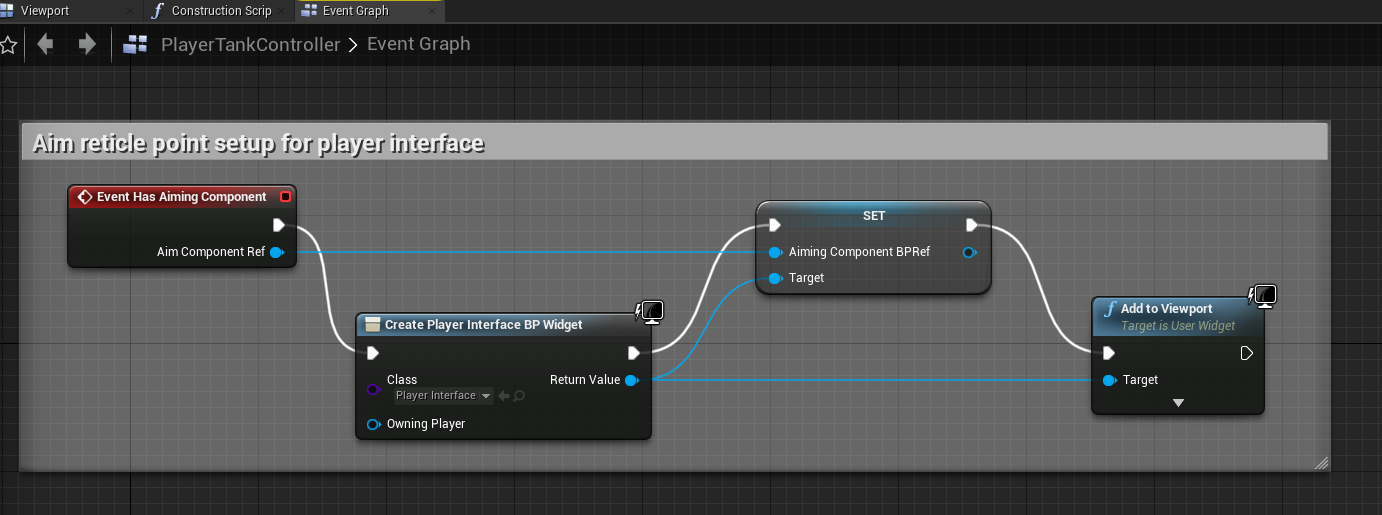 Viewport
Construction Scrip
Event Graph
PlayerTankController > Event Graph
Aim reticle point setup for player interface
Event Has Aiming Component
Aim Component Ref
SET
Aiming Component BPRef
Target
Create Player Interface BP Widget
Class
Player Interface
Return Value
Owning Player
Add to Viewport
Target is User Widget
Target